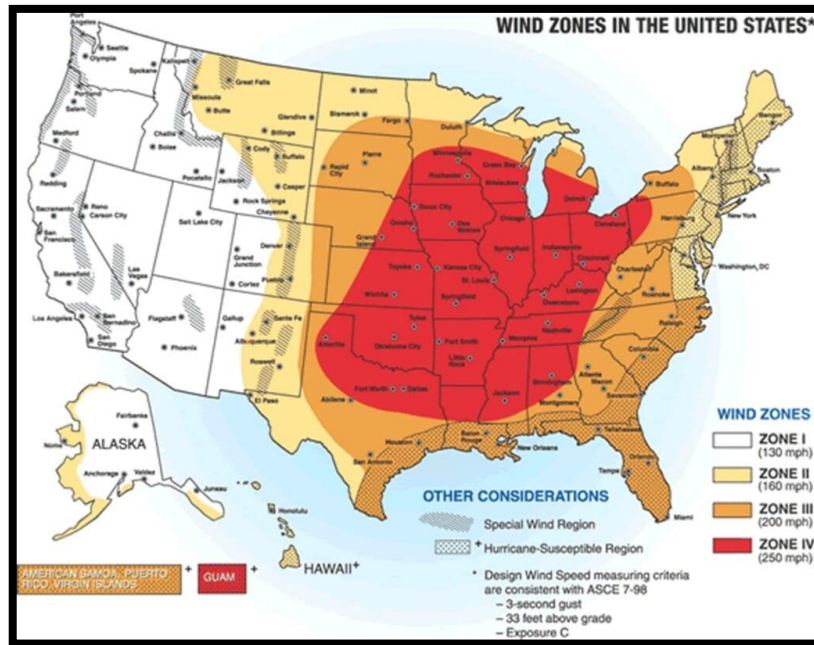 WIND ZONES IN THE UNITED STATES*
Port Angeles
Seattle
Olympia
Spokane
Portland
Salem
Medford
Kalispell
Great Falls
Missoula
Butte
Glendive
Billings
Challis
Boise
Pocatello
Cody
Buffalo
Jackson
Casper
Rock Springs
Cheyenne
Minot
Bismarck
Fargo
Duluth
Pierre
Rapid City
Minneapolis
Rochester
Green Bay
Milwaukee
Sioux City
Omaha
Des Moines
Grand Island
Chicago
Detroit
Cleveland
Buffalo
Montpelier
Bangor
Albany
Boston
New York
Harrisburg
Washington, DC
Redding
Sacramento
San Francisco
Reno
Carson City
Salt Lake City
Las Vegas
Bakersfield
Los Angeles
San Bernadino
San Diego
Flagstaff
Phoenix
Grand Junction
Cortez
Denver
Pueblo
Gallup
Santa Fe
Albuquerque
Roswell
El Paso
Topeka
Kansas City
St. Louis
Springfield
Indianapolis
Cincinnati
Charleston
Roanoke
Raleigh
Wichita
Springfield
Lexington
Owensboro
Nashville
Memphis
Tulsa
Oklahoma City
Fort Smith
Little Rock
Amarillo
Fort Worth
Dallas
Abilene
Jackson
Birmingham
Montgomery
Atlanta
Macon
Columbia
Savannah
Tallahassee
Houston
San Antonio
Baton Rouge
New Orleans
Orlando
Tampa
Miami
ALASKA
Fairbanks
Nome
Anchorage
Valdez
Juneau
Honolulu
HAWAII+
AMERICAN SAMOA, PUERTO
RICO, VIRGIN ISLANDS
+
GUAM
+
OTHER CONSIDERATIONS
Special Wind Region
+ Hurricane-Susceptible Region
* Design Wind Speed measuring criteria
are consistent with ASCE 7-98
– 3-second gust
– 33 feet above grade
– Exposure C
WIND ZONES
ZONE I
(130 mph)
ZONE II
(160 mph)
ZONE III
(200 mph)
ZONE IV
(250 mph)